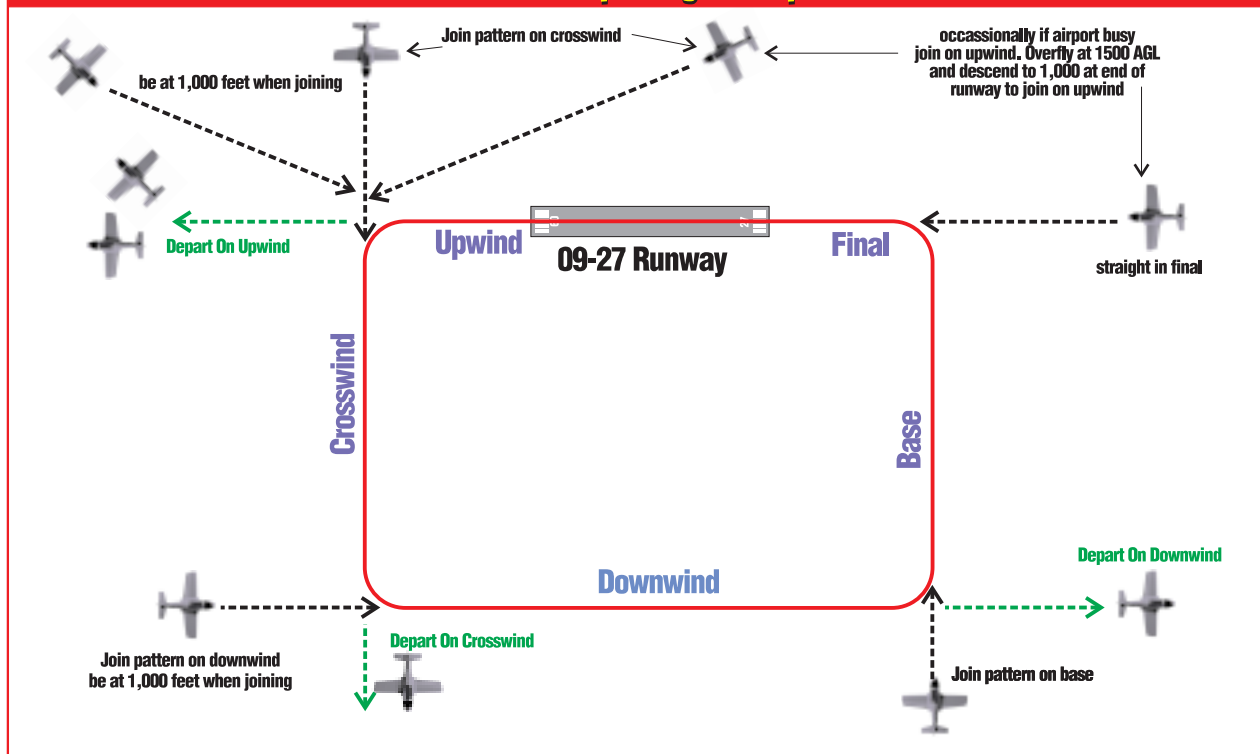 Join pattern on crosswind
be at 1,000 feet when joining
occassionally if airport busy
join on upwind. Overfly at 1500 AGL
and descend to 1,000 at end of
runway to join on upwind
Depart On Upwind
Upwind
27
Final
09-27 Runway
straight in final
Crosswind
Base
Downwind
Depart On Downwind
Join pattern on downwind
be at 1,000 feet when joining
Depart On Crosswind
Join pattern on base